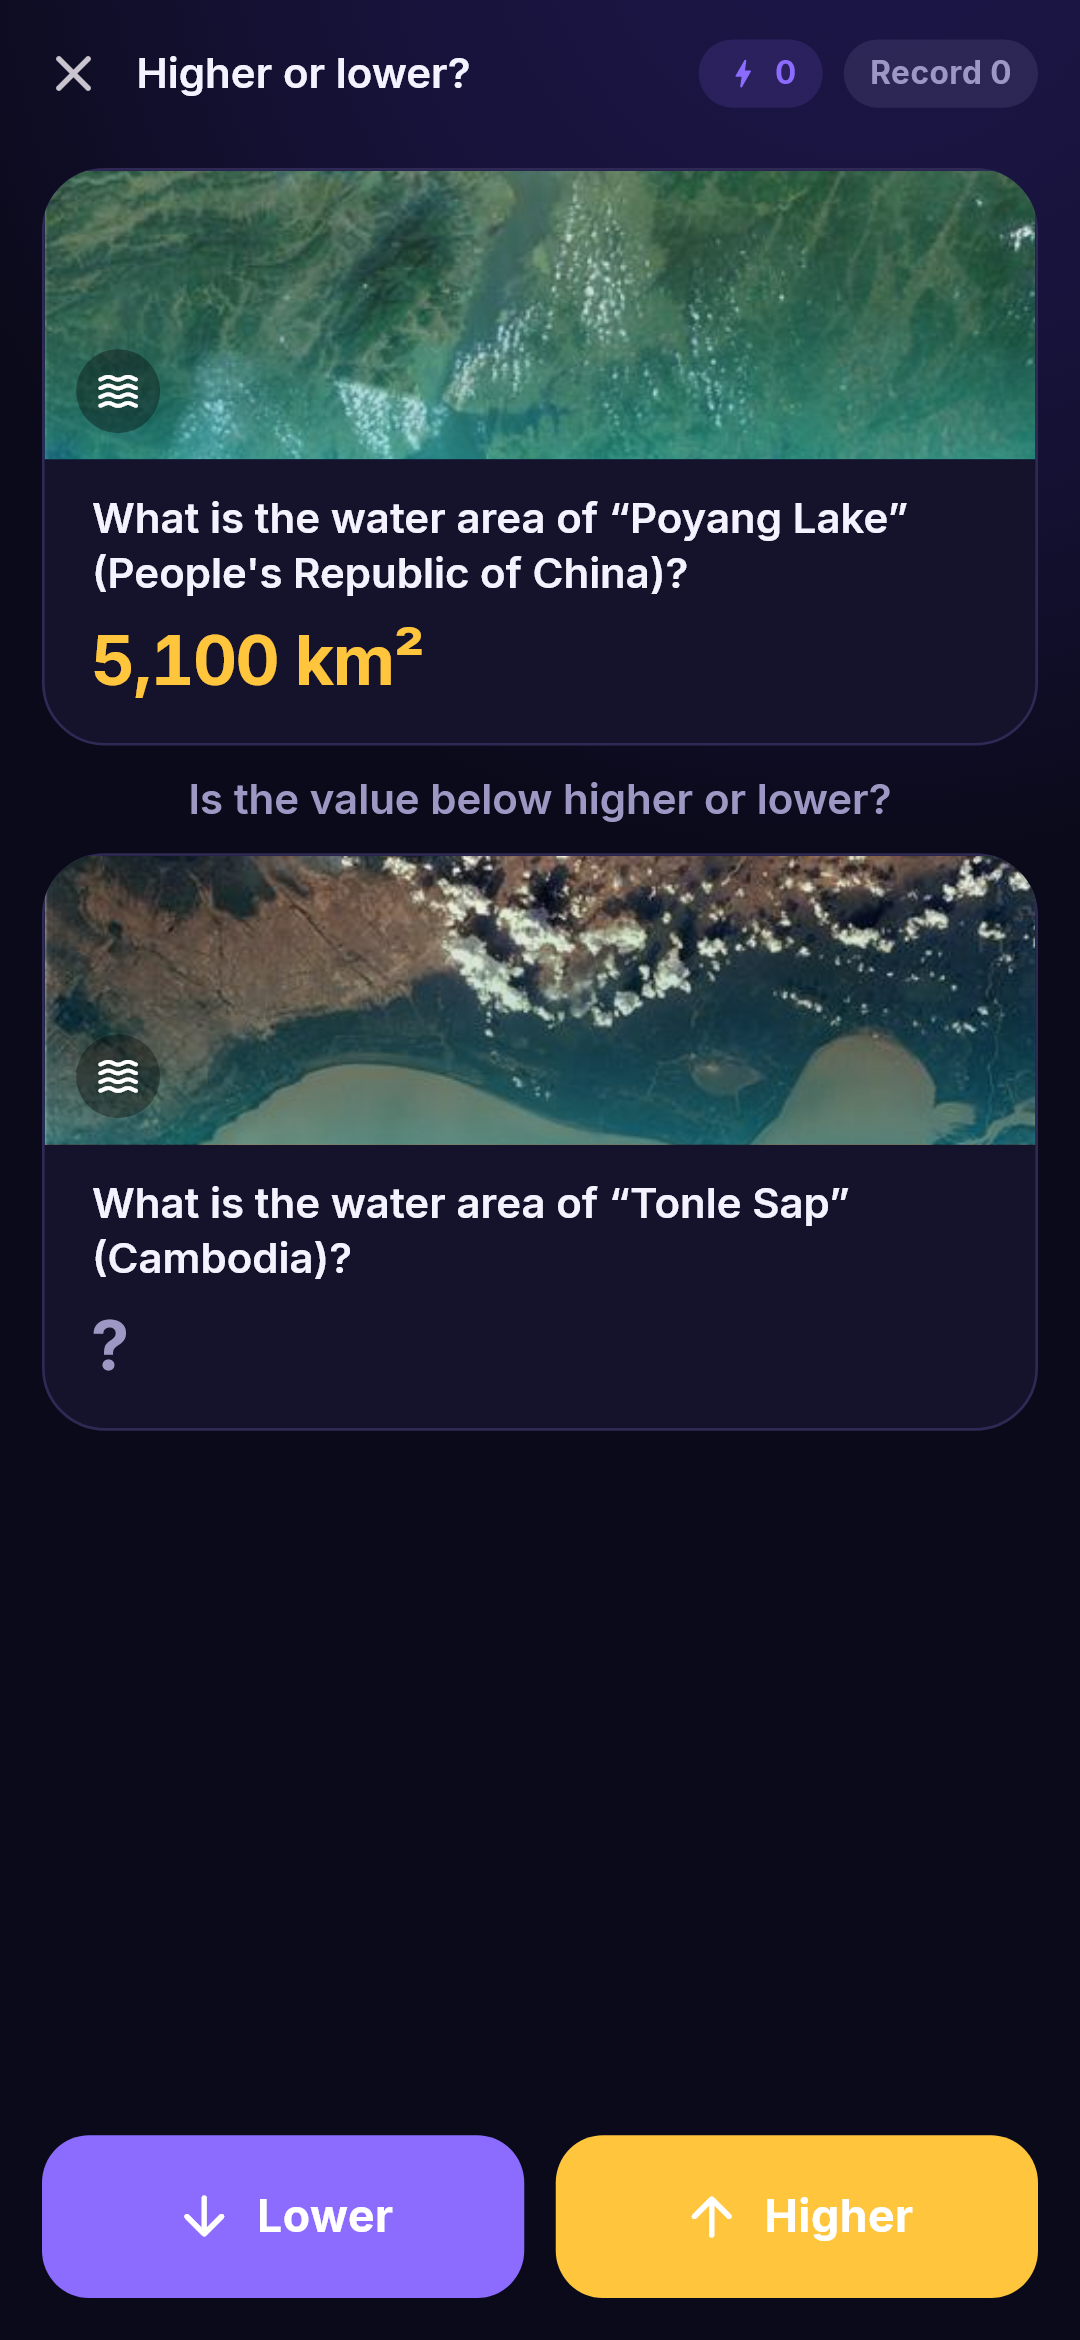 Higher or lower?
0
Record 0
What is the water area of “Poyang Lake”
(People's Republic of China)?
5,100 km²
Is the value below higher or lower?
What is the water area of “Tonle Sap”
(Cambodia)?
?
Lower
Higher